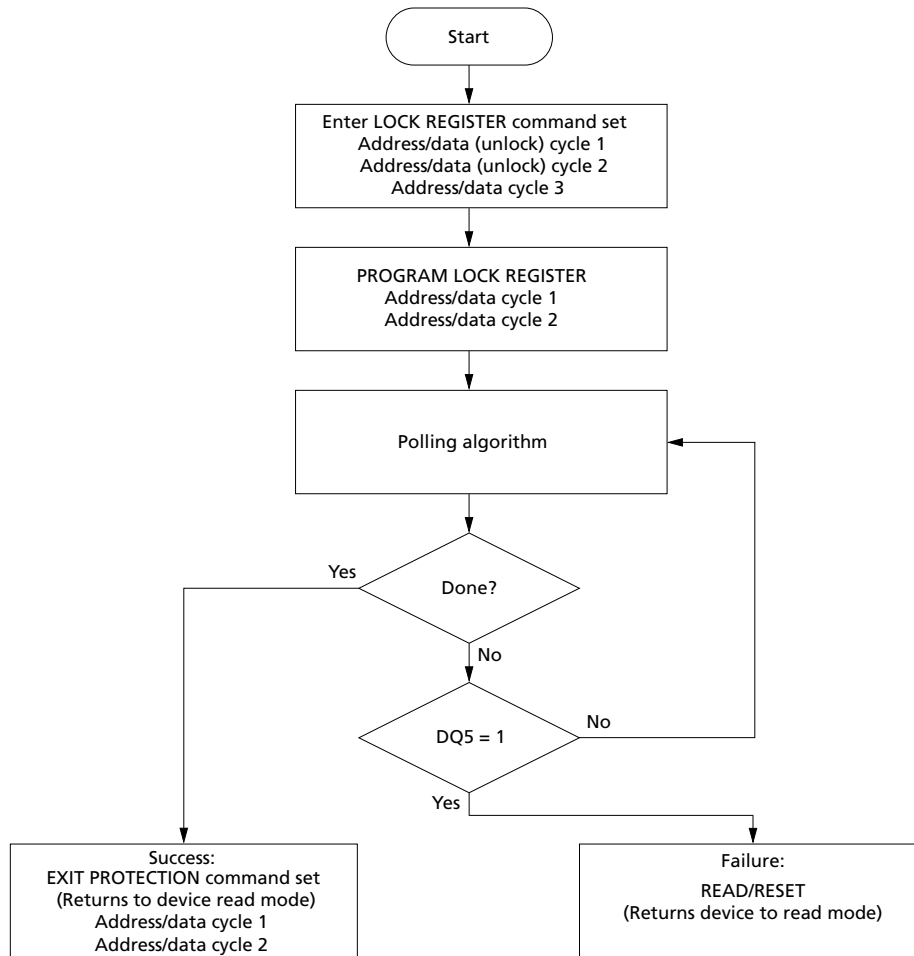 Start
Enter LOCK REGISTER command set
Address/data (unlock) cycle 1
Address/data (unlock) cycle 2
Address/data cycle 3
PROGRAM LOCK REGISTER
Address/data cycle 1
Address/data cycle 2
Polling algorithm
Yes
Done?
No
DQ5 = 1
No
Yes
Success:
EXIT PROTECTION command set
(Returns to device read mode)
Address/data cycle 1
Address/data cycle 2
Failure:
READ/RESET
(Returns device to read mode)